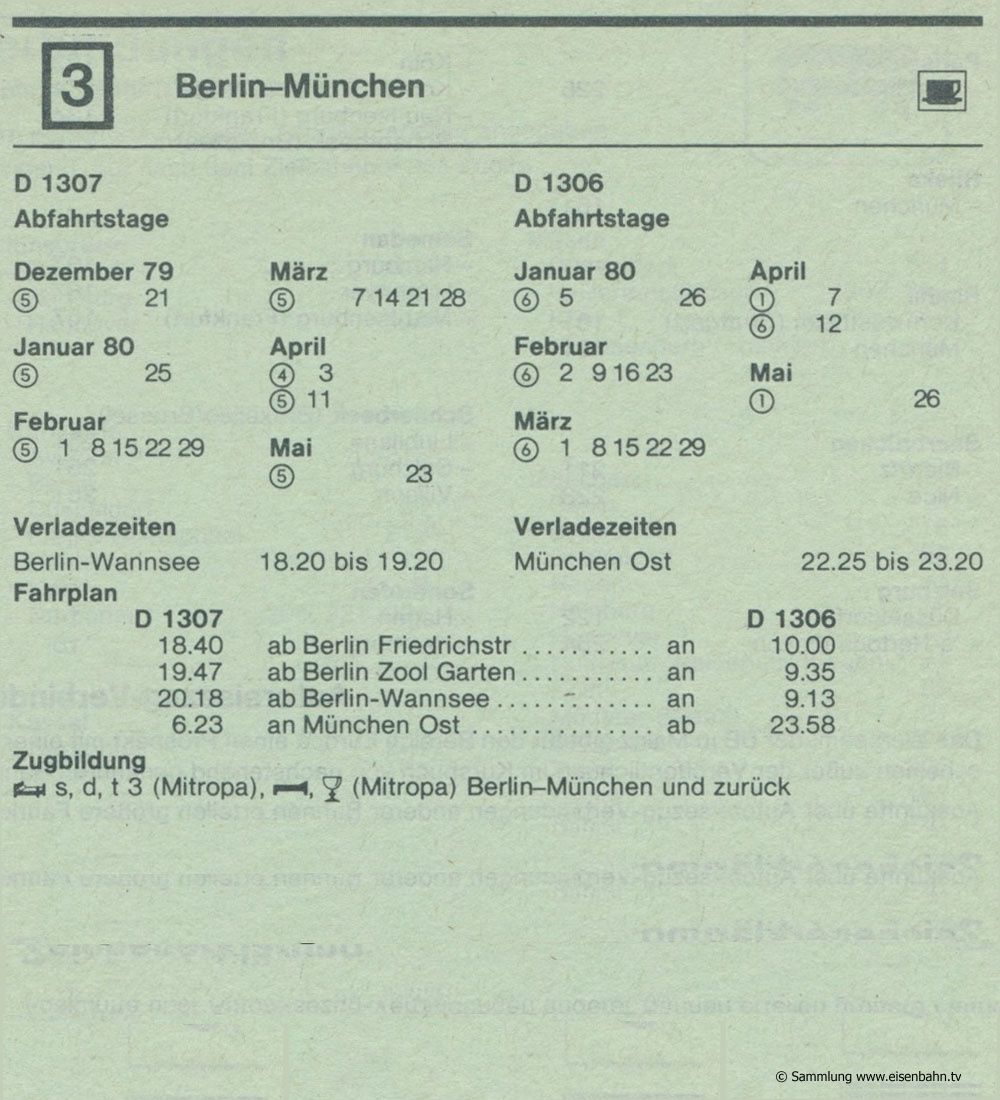 3 Berlin–München
D 1307
Abfahrtstage
Dezember 79
⑤ 21
Januar 80
⑤ 25
Februar
⑤ 1 8 15 22 29
März
⑤ 7 14 21 28
April
④ 3
⑤ 11
Mai
⑤ 23
D 1306
Abfahrtstage
Januar 80
⑥ 5 26
Februar
⑥ 2 9 16 23
März
⑥ 1 8 15 22 29
April
① 7
⑥ 12
Mai
① 26
Verladezeiten
Berlin-Wannsee 18.20 bis 19.20
Verladezeiten
München Ost 22.25 bis 23.20
Fahrplan
D 1307 D 1306
18.40 ab Berlin Friedrichstr . . . . . . . . . . . an 10.00
19.47 ab Berlin Zool Garten . . . . . . . . . . . an 9.35
20.18 ab Berlin-Wannsee . . . . . . . . . . . . . an 9.13
6.23 an München Ost . . . . . . . . . . . . . . . ab 23.58
Zugbildung
s, d, t 3 (Mitropa), , (Mitropa) Berlin–München und zurück
© Sammlung www.eisenbahn.tv